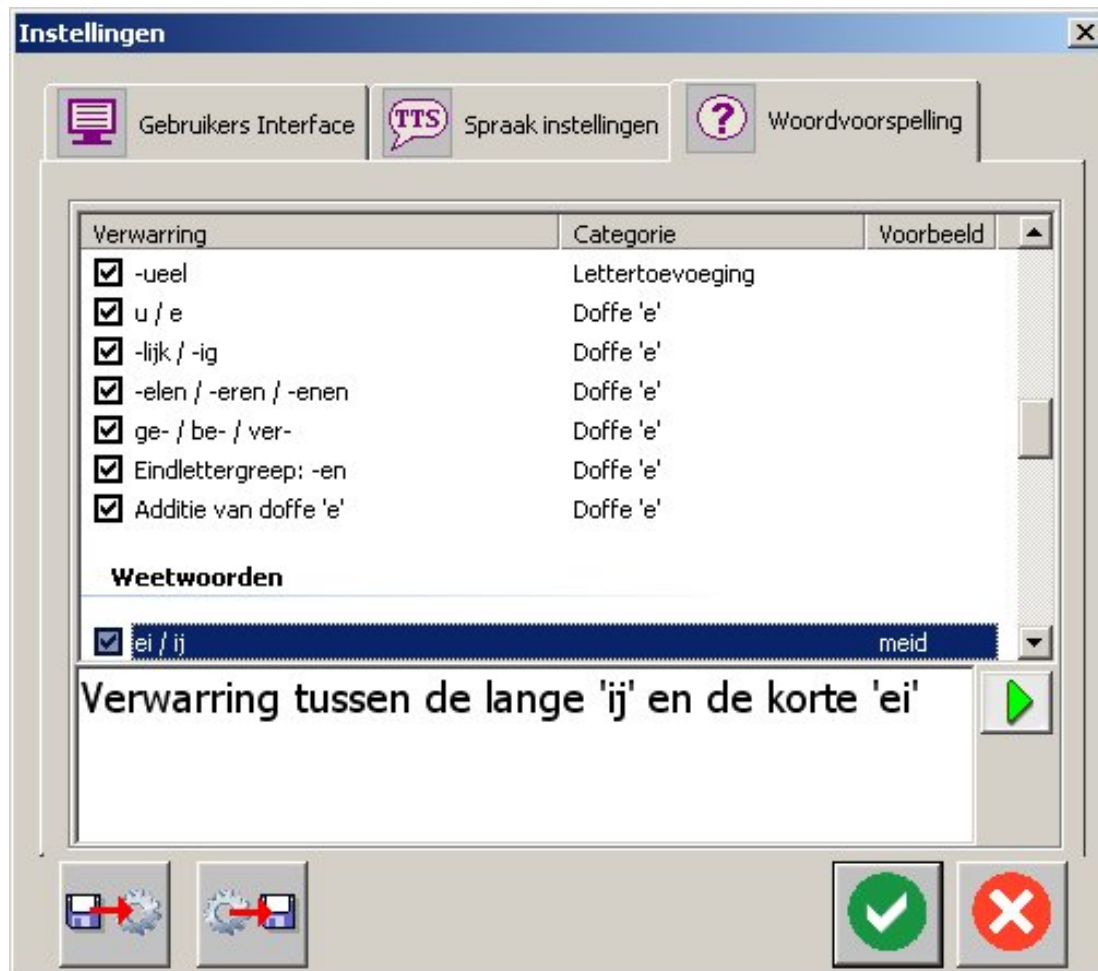 Instellingen
Gebruikers Interface
TTS
Spraak instellingen
?
Woordvoorspelling
Verwarring Categorie Voorbeeld
-ueel Lettertoevoeging
u / e Doffe 'e'
-lijk / -ig Doffe 'e'
-elen / -eren / -enen Doffe 'e'
ge- / be- / ver- Doffe 'e'
Eindlettergreep: -en Doffe 'e'
Additie van doffe 'e' Doffe 'e'
Weetwoorden
ei / ij meid
Verwarring tussen de lange 'ij' en de korte 'ei'